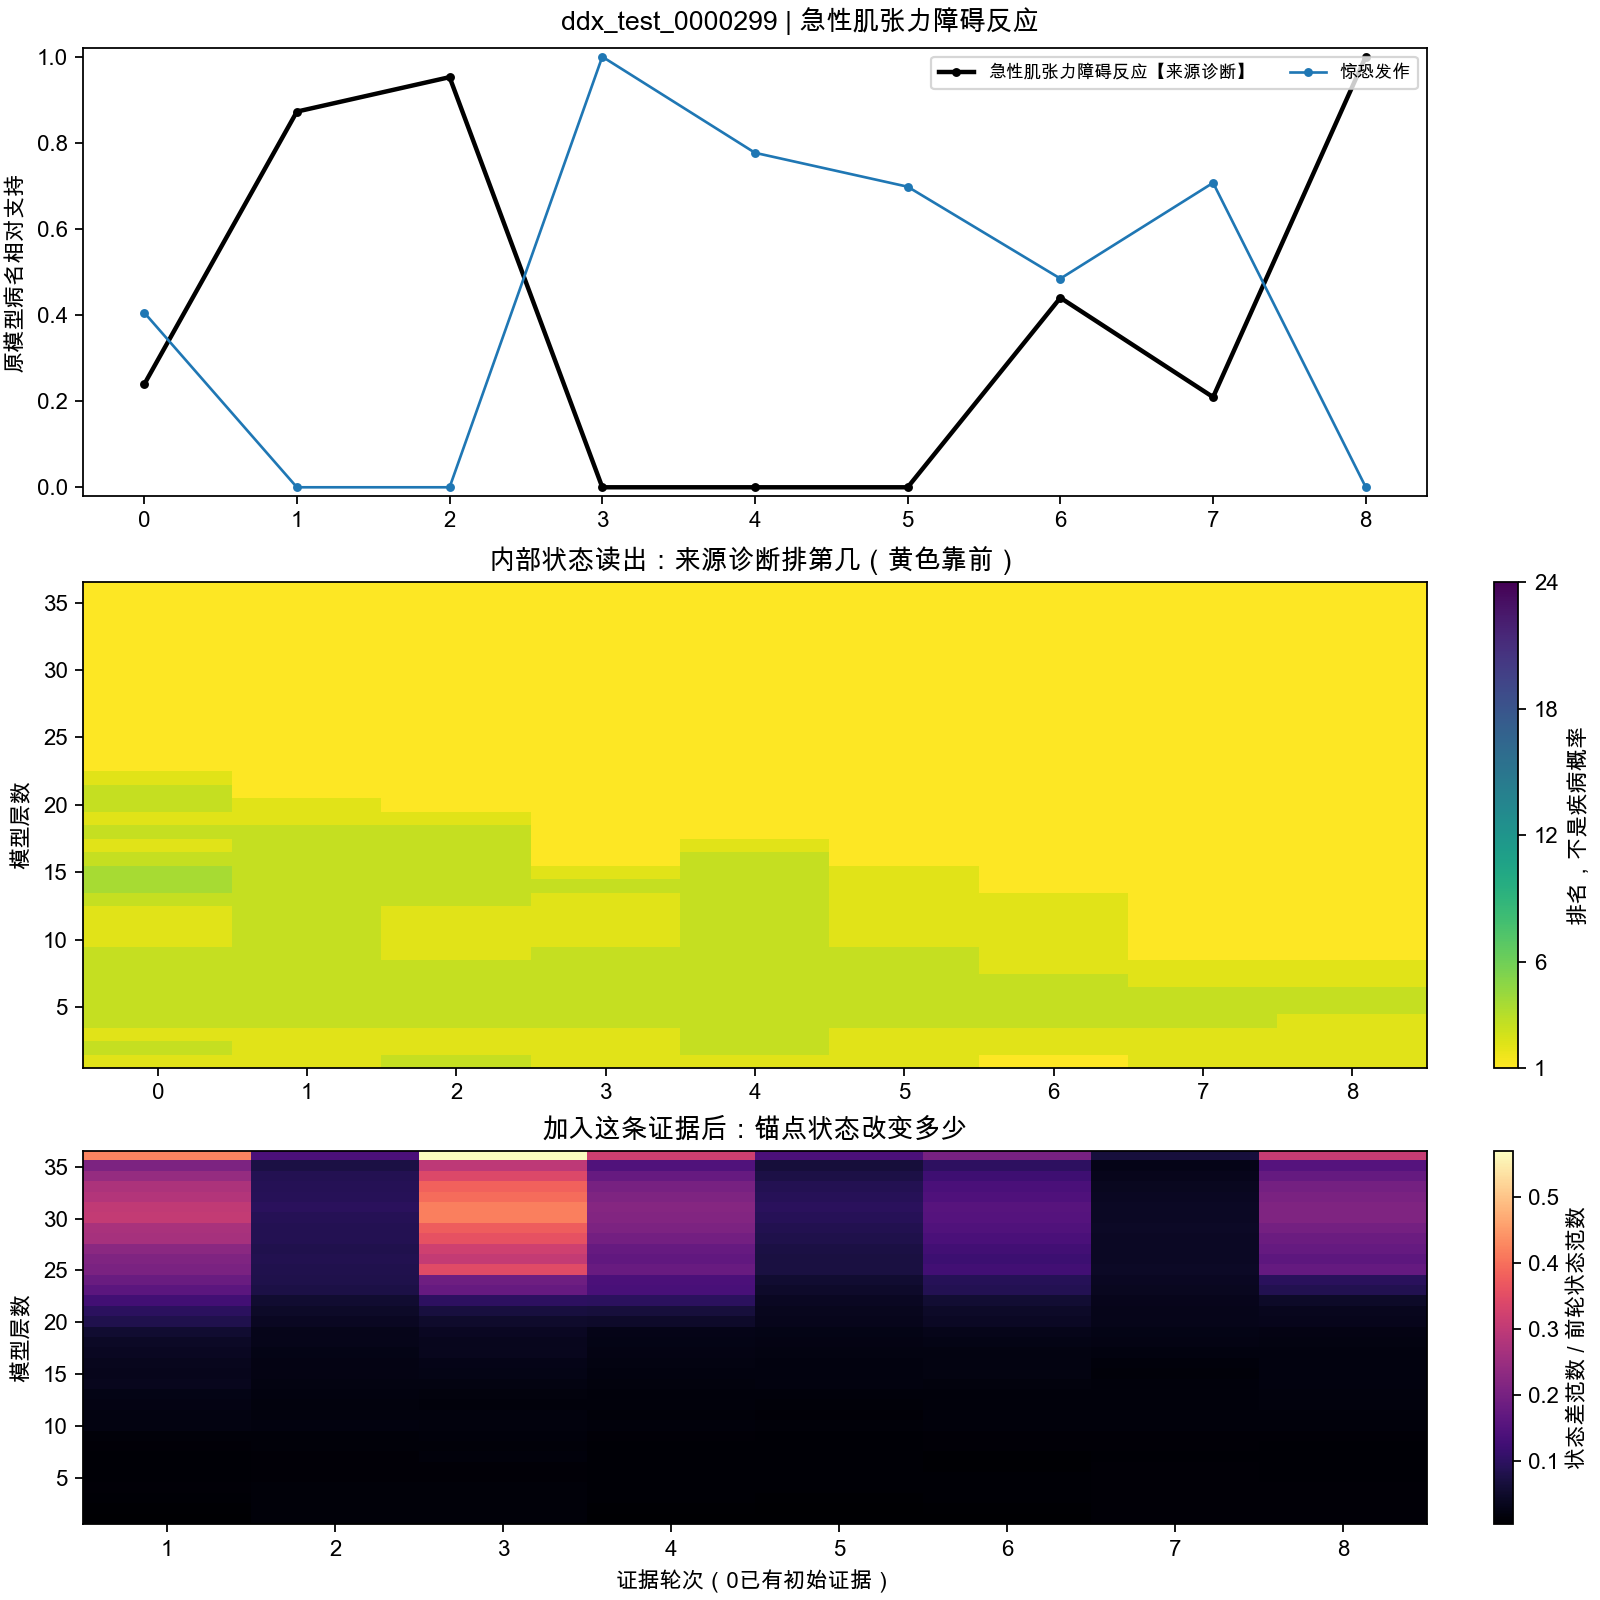 ddx_test_0000299 | 急性肌张力障碍反应
急性肌张力障碍反应【来源诊断】 惊恐发作
原模型病名相对支持
1.0
0.8
0.6
0.4
0.2
0.0
0 1 2 3 4 5 6 7 8
内部状态读出：来源诊断排第几（黄色靠前）
模型层数
35
30
25
20
15
10
5
0 1 2 3 4 5 6 7 8
24
18
12
6
1
排名，不是疾病概率
加入这条证据后：锚点状态改变多少
模型层数
35
30
25
20
15
10
5
1 2 3 4 5 6 7 8
证据轮次（0已有初始证据）
0.5
0.4
0.3
0.2
0.1
状态差范数 / 前轮状态范数